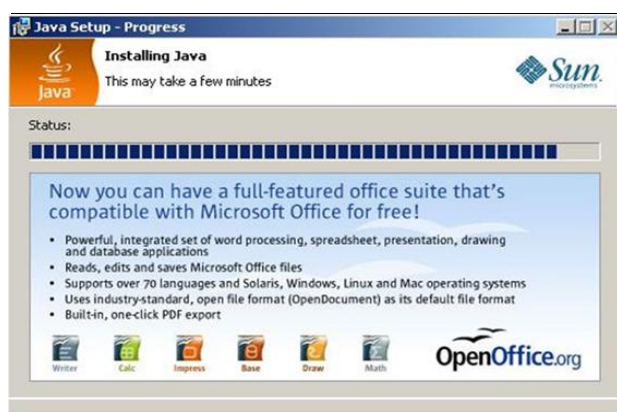 Java Setup - Progress
Installing Java
This may take a few minutes
Java
Sun
microsystems
Status:
Now you can have a full-featured office suite that's
compatible with Microsoft Office for free!
• Powerful, integrated set of word processing, spreadsheet, presentation, drawing
and database applications
• Reads, edits and saves Microsoft Office files
• Supports over 70 languages and Solaris, Windows, Linux and Mac operating systems
• Uses industry-standard, open file format (OpenDocument) as its default file format
• Built-in, one-click PDF export
Writer Calc Impress Base Draw Math
OpenOffice.org